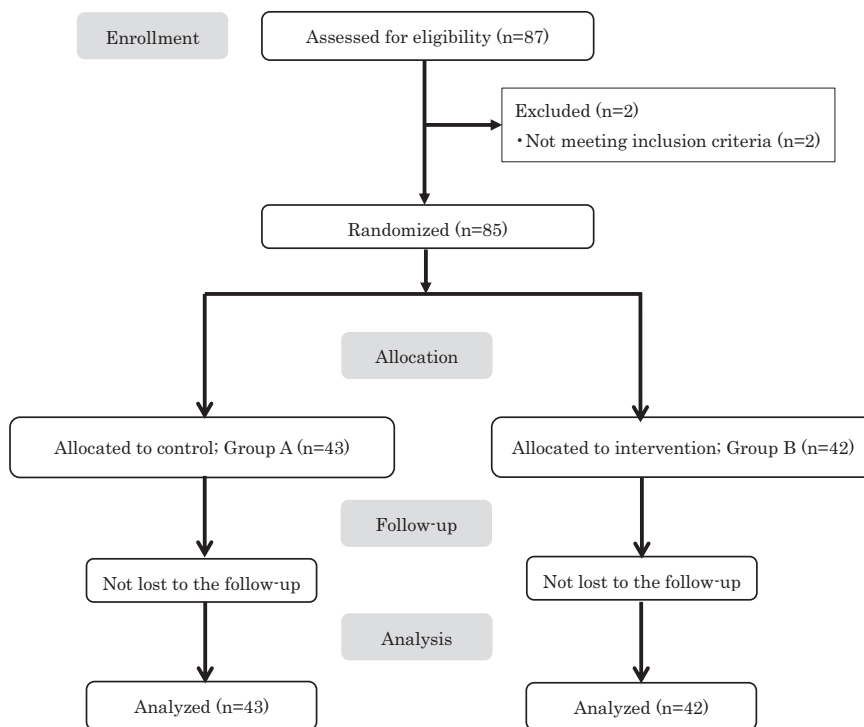 Enrollment
Assessed for eligibility (n=87)
Excluded (n=2)
・Not meeting inclusion criteria (n=2)
Randomized (n=85)
Allocation
Allocated to control; Group A (n=43)
Allocated to intervention; Group B (n=42)
Follow-up
Not lost to the follow-up
Not lost to the follow-up
Analysis
Analyzed (n=43)
Analyzed (n=42)